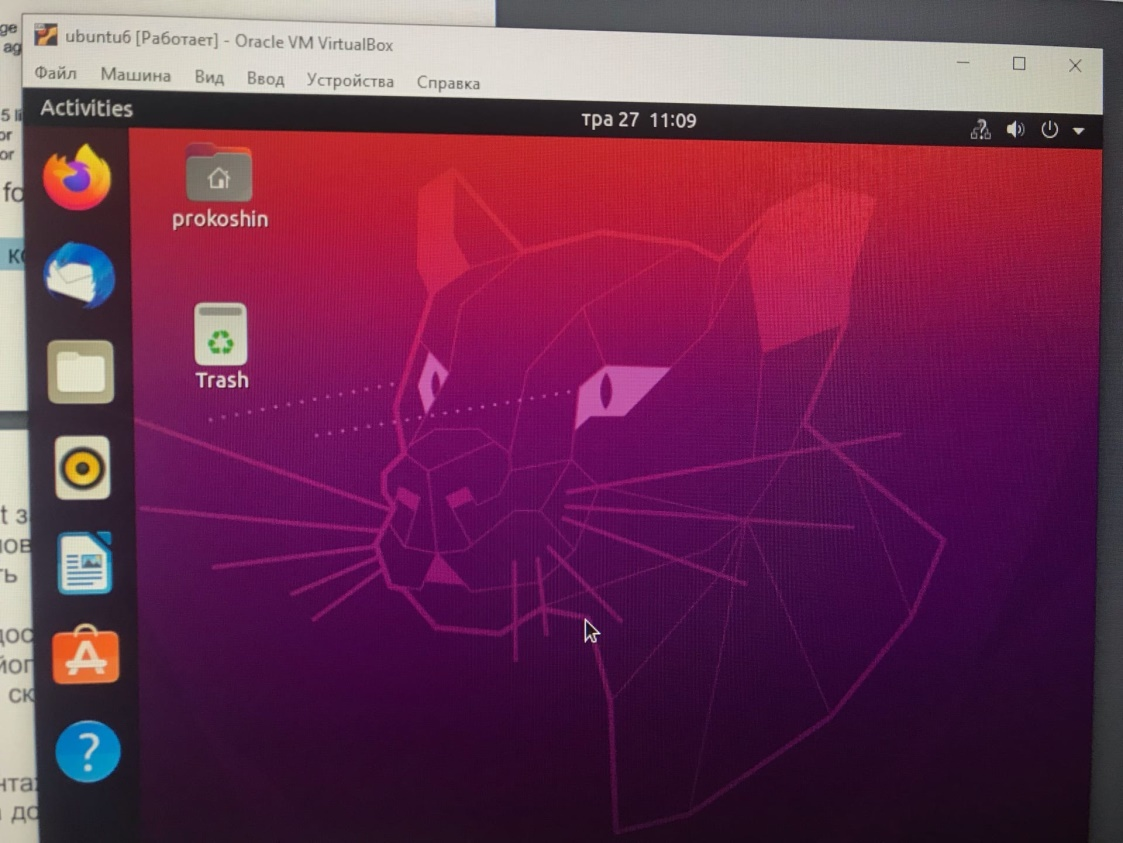 ubuntu6 [Работает] - Oracle VM VirtualBox
Файл Машина Вид Ввод Устройства Справка
Activities
тра 27 11:09
prokoshin
Trash